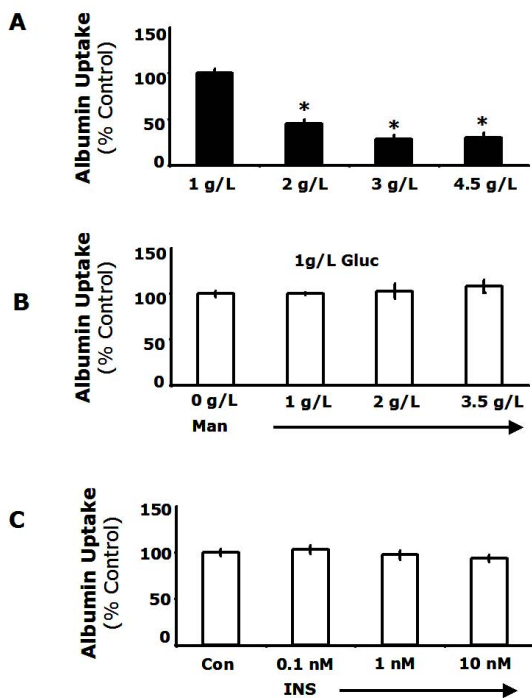 A
Albumin Uptake
(% Control)
150
100
50
0
*
*
*
1 g/L 2 g/L 3 g/L 4.5 g/L
B
Albumin Uptake
(% Control)
150
100
50
0
1g/L Gluc
0 g/L 1 g/L 2 g/L 3.5 g/L
Man
C
Albumin Uptake
(% Control)
150
100
50
0
Con 0.1 nM 1 nM 10 nM
INS